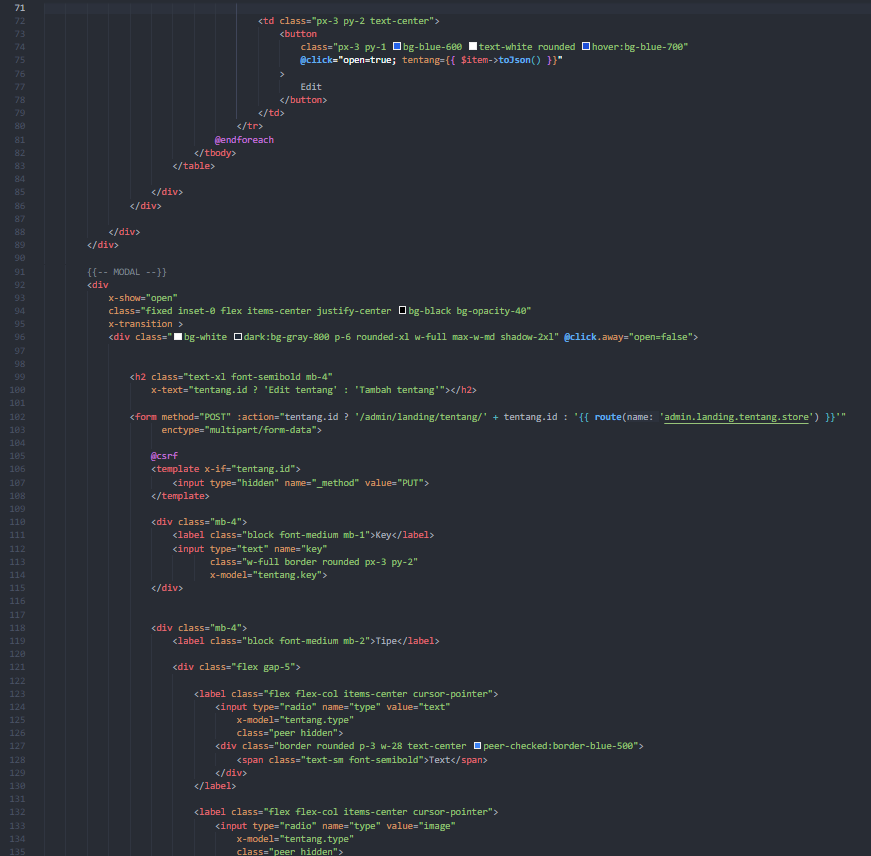 71
72 <td class="px-3 py-2 text-center">
73 <button
74 class="px-3 py-1 bg-blue-600 text-white rounded hover:bg-blue-700"
75 @click="open=true; tentang={{ $item->toJson() }}"
76 >
77 Edit
78 </button>
79 </td>
80 </tr>
81 @endforeach
82 </tbody>
83 </table>
84
85 </div>
86 </div>
87
88 </div>
89 </div>
90
91 {{-- MODAL --}}
92 <div
93 x-show="open"
94 class="fixed inset-0 flex items-center justify-center bg-black bg-opacity-40"
95 x-transition >
96 <div class="bg-white dark:bg-gray-800 p-6 rounded-xl w-full max-w-md shadow-2xl" @click.away="open=false">
97
98
99 <h2 class="text-xl font-semibold mb-4"
100 x-text="tentang.id ? 'Edit tentang' : 'Tambah tentang'"></h2>
101
102 <form method="POST" :action="tentang.id ? '/admin/landing/tentang/' + tentang.id : '{{ route(name: 'admin.landing.tentang.store') }}'"
103 enctype="multipart/form-data">
104
105 @csrf
106 <template x-if="tentang.id">
107 <input type="hidden" name="_method" value="PUT">
108 </template>
109
110 <div class="mb-4">
111 <label class="block font-medium mb-1">Key</label>
112 <input type="text" name="key"
113 class="w-full border rounded px-3 py-2"
114 x-model="tentang.key">
115 </div>
116
117
118 <div class="mb-4">
119 <label class="block font-medium mb-2">Tipe</label>
120
121 <div class="flex gap-5">
122
123 <label class="flex flex-col items-center cursor-pointer">
124 <input type="radio" name="type" value="text"
125 x-model="tentang.type"
126 class="peer hidden">
127 <div class="border rounded p-3 w-28 text-center peer-checked:border-blue-500">
128 <span class="text-sm font-semibold">Text</span>
129 </div>
130 </label>
131
132 <label class="flex flex-col items-center cursor-pointer">
133 <input type="radio" name="type" value="image"
134 x-model="tentang.type"
135 class="peer hidden">